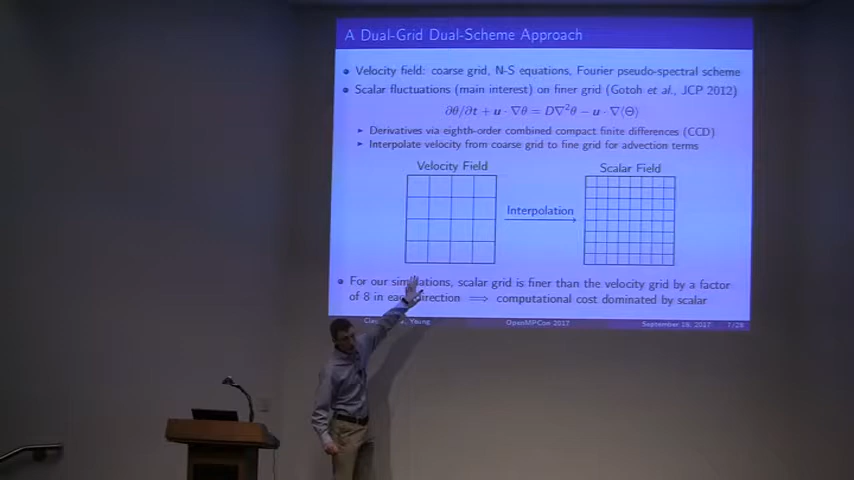 A Dual-Grid Dual-Scheme Approach
Velocity field: coarse grid, N-S equations, Fourier pseudo-spectral scheme
Scalar fluctuations (main interest) on finer grid (Gotoh et al., JCP 2012)
∂θ/∂t + u · ∇θ = D∇²θ − u · ∇⟨Θ⟩
Derivatives via eighth-order combined compact finite differences (CCD)
Interpolate velocity from coarse grid to fine grid for advection terms
Velocity Field
Scalar Field
Interpolation
For our simulations, scalar grid is finer than the velocity grid by a factor
of 8 in each direction ⟹ computational cost dominated by scalar
Yeung
OpenMPCon 2017
September 18, 2017
7/28